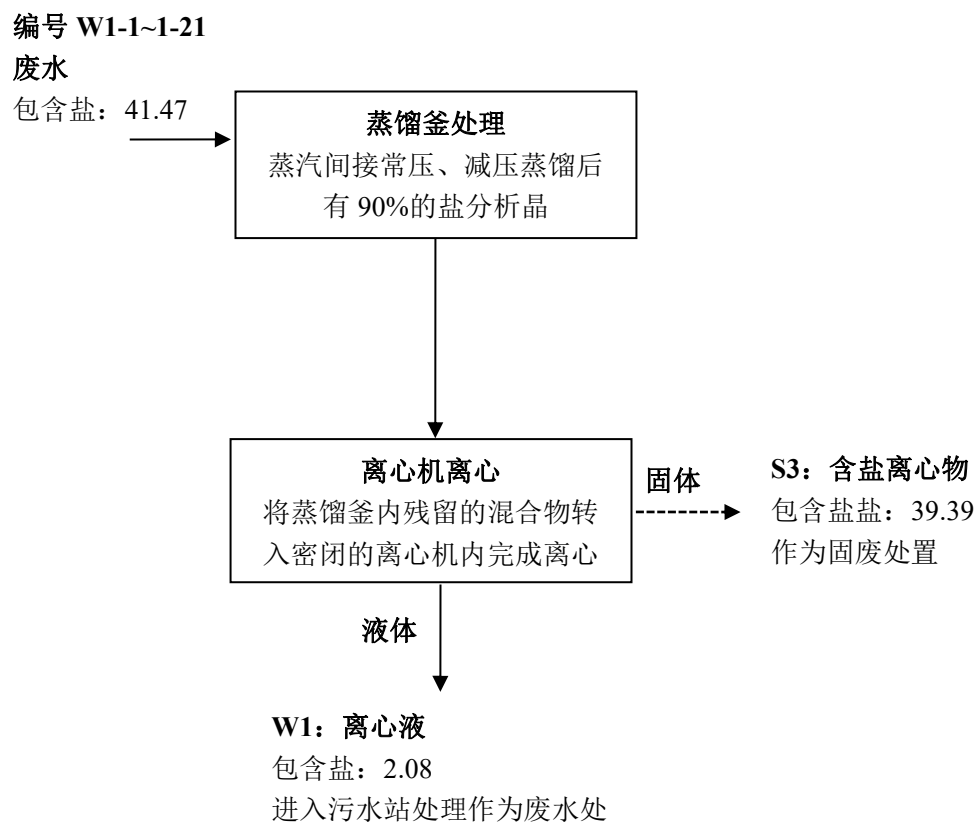 编号 W1-1~1-21
废水
包含盐：41.47
蒸馏釜处理
蒸汽间接常压、减压蒸馏后
有 90%的盐分析晶
离心机离心
将蒸馏釜内残留的混合物转
入密闭的离心机内完成离心
固体
S3：含盐离心物
包含盐盐：39.39
作为固废处置
液体
W1：离心液
包含盐：2.08
进入污水站处理作为废水处